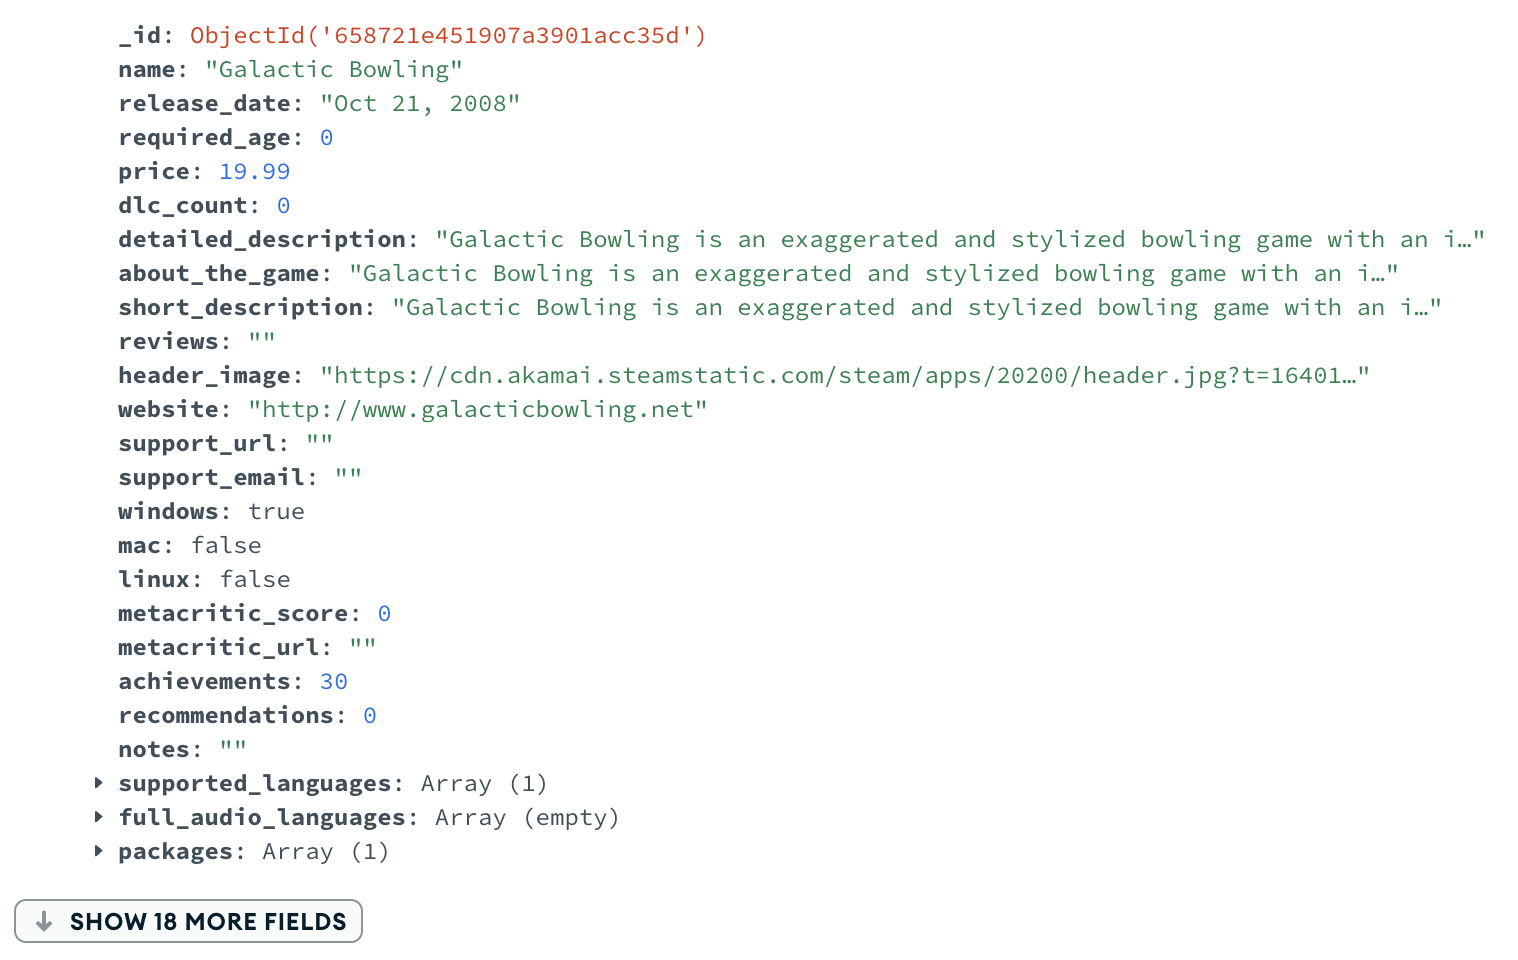 _id: ObjectId('658721e451907a3901acc35d')
name: "Galactic Bowling"
release_date: "Oct 21, 2008"
required_age: 0
price: 19.99
dlc_count: 0
detailed_description: "Galactic Bowling is an exaggerated and stylized bowling game with an i…"
about_the_game: "Galactic Bowling is an exaggerated and stylized bowling game with an i…"
short_description: "Galactic Bowling is an exaggerated and stylized bowling game with an i…"
reviews: ""
header_image: "https://cdn.akamai.steamstatic.com/steam/apps/20200/header.jpg?t=16401…"
website: "http://www.galacticbowling.net"
support_url: ""
support_email: ""
windows: true
mac: false
linux: false
metacritic_score: 0
metacritic_url: ""
achievements: 30
recommendations: 0
notes: ""
supported_languages: Array (1)
full_audio_languages: Array (empty)
packages: Array (1)
SHOW 18 MORE FIELDS